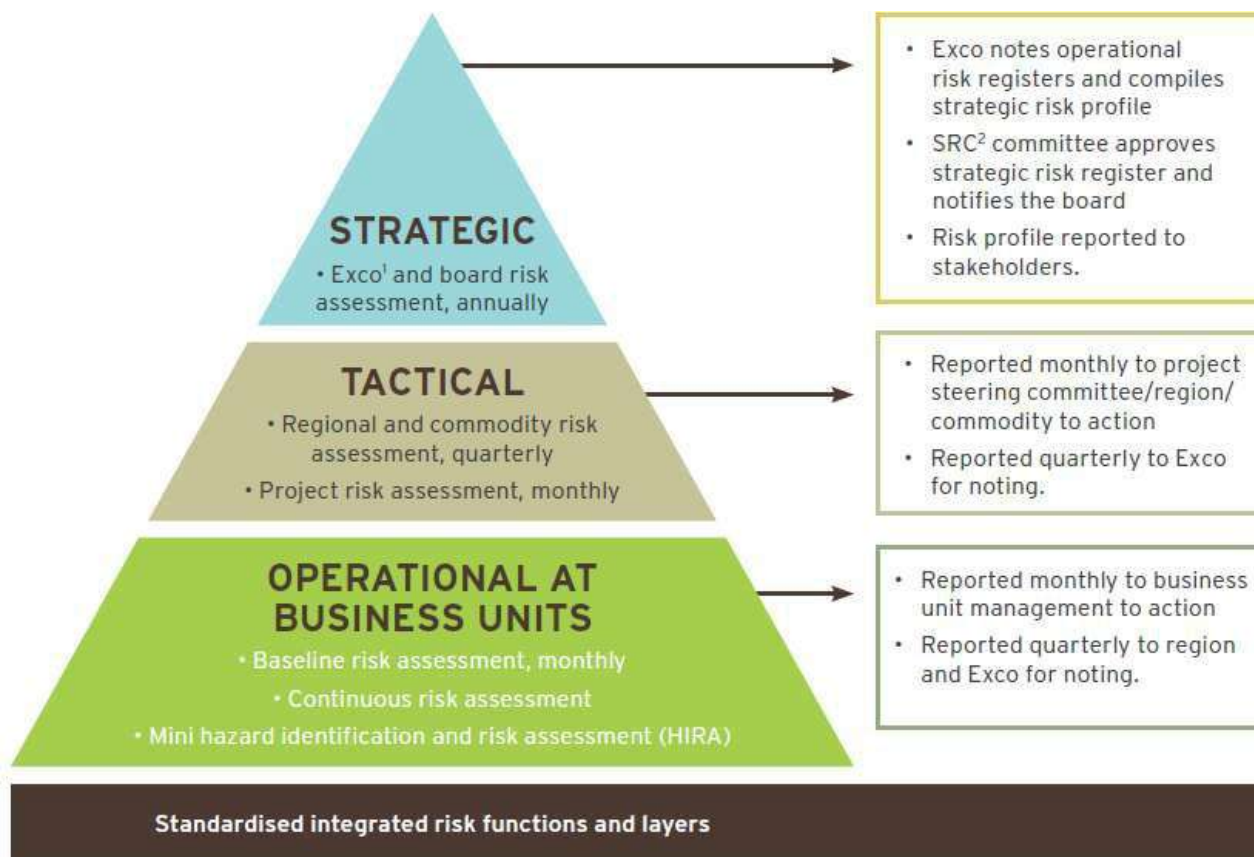 STRATEGIC
• Exco¹ and board risk
assessment, annually
• Exco notes operational
risk registers and compiles
strategic risk profile
• SRC² committee approves
strategic risk register and
notifies the board
• Risk profile reported to
stakeholders.
TACTICAL
• Regional and commodity risk
assessment, quarterly
• Project risk assessment, monthly
• Reported monthly to project
steering committee/region/
commodity to action
• Reported quarterly to Exco
for noting.
OPERATIONAL AT
BUSINESS UNITS
• Baseline risk assessment, monthly
• Continuous risk assessment
• Mini hazard identification and risk assessment (HIRA)
• Reported monthly to business
unit management to action
• Reported quarterly to region
and Exco for noting.
Standardised integrated risk functions and layers